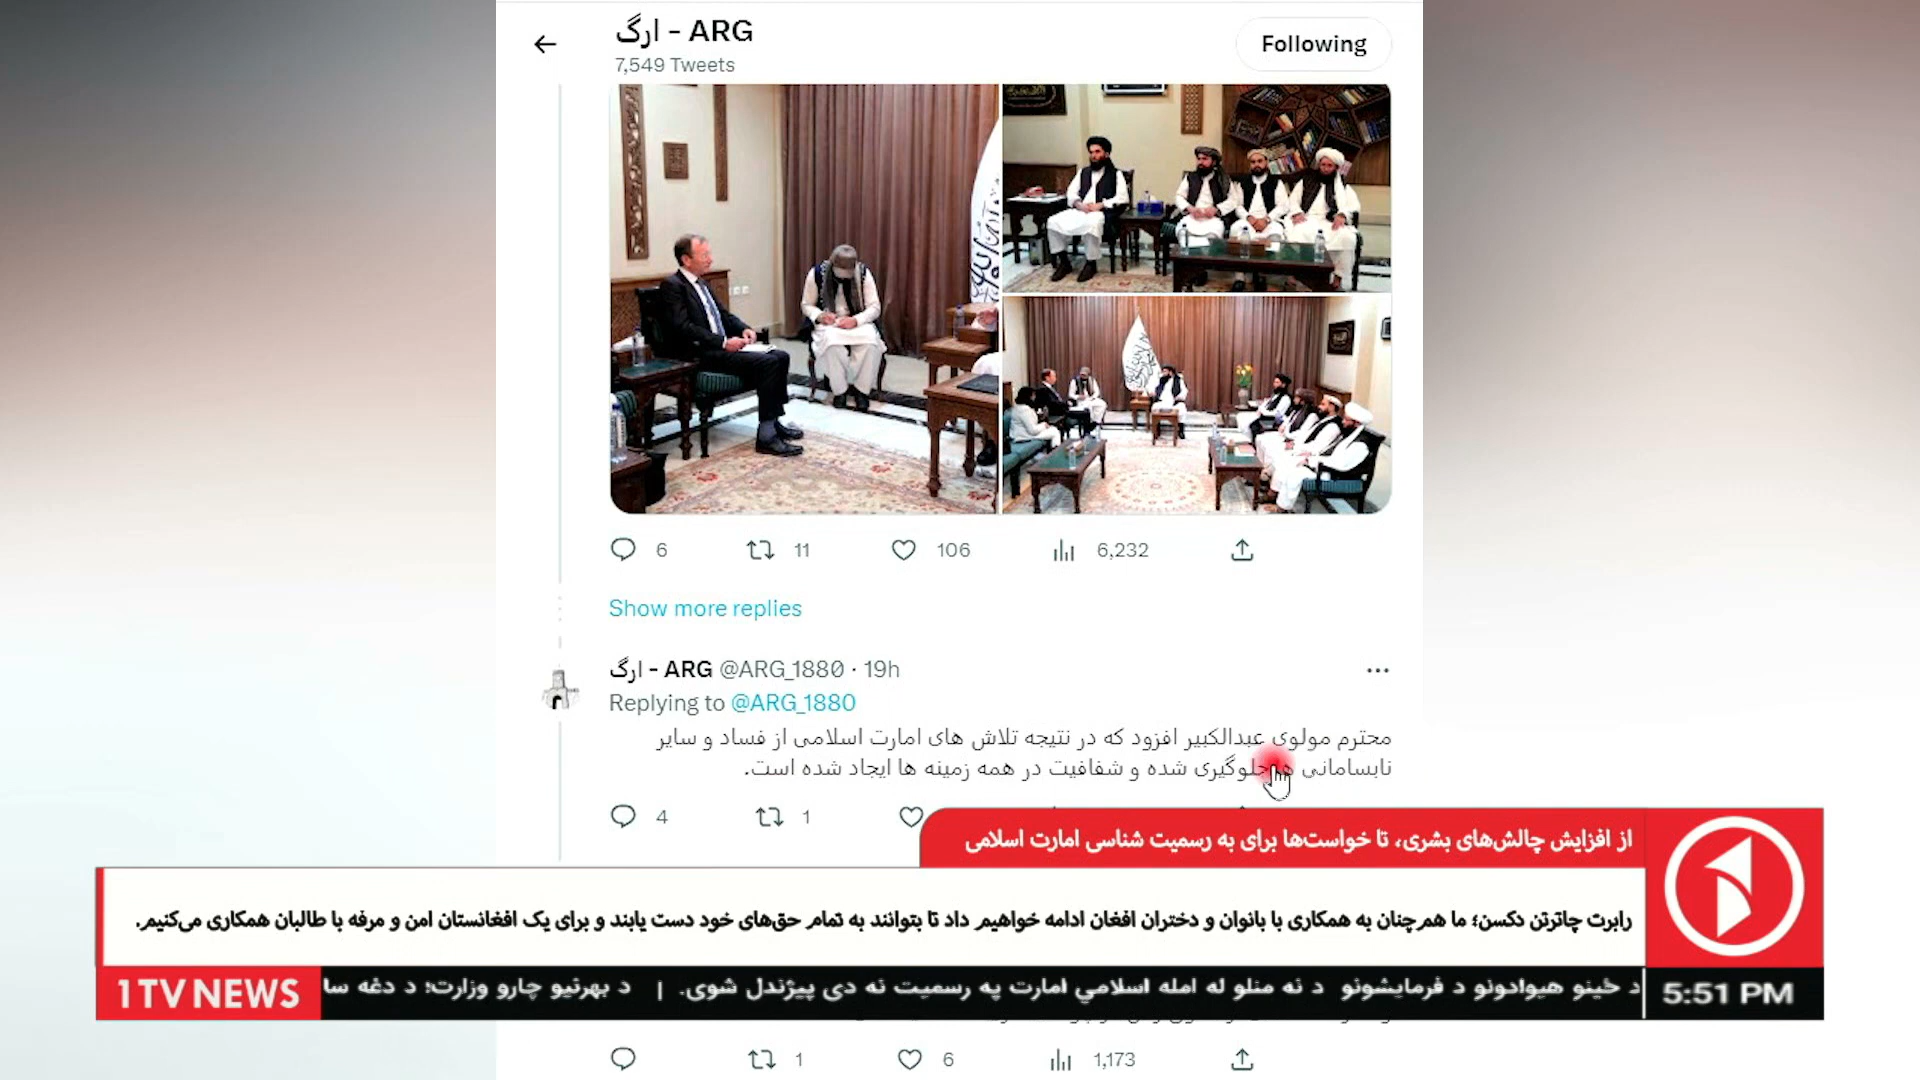 ارگ - ARG
7,549 Tweets
Following
6 11 106 6,232
Show more replies
ارگ - ARG @ARG_1880 · 19h
Replying to @ARG_1880
محترم مولوی عبدالکبیر افزود که در نتیجه تلاش های امارت اسلامی از فساد و سایر
نابسامانی ها جلوگیری شده و شفافیت در همه زمینه ها ایجاد شده است.
4 1
از افزایش چالش‌های بشری، تا خواست‌ها برای به رسمیت شناسی امارت اسلامی
رابرت چاترتن دکسن؛ ما هم‌چنان به همکاری با بانوان و دختران افغان ادامه خواهیم داد تا بتوانند به تمام حق‌های خود دست یابند و برای یک افغانستان امن و مرفه با طالبان همکاری می‌کنیم.
1TV NEWS
د ځینو هیوادونو د فرمایشونو د نه منلو له امله اسلامي امارت په رسمیت نه دی پیژندل شوی. | د بهرنیو چارو وزارت؛ د دغه سا
5:51 PM
1 6 1,173